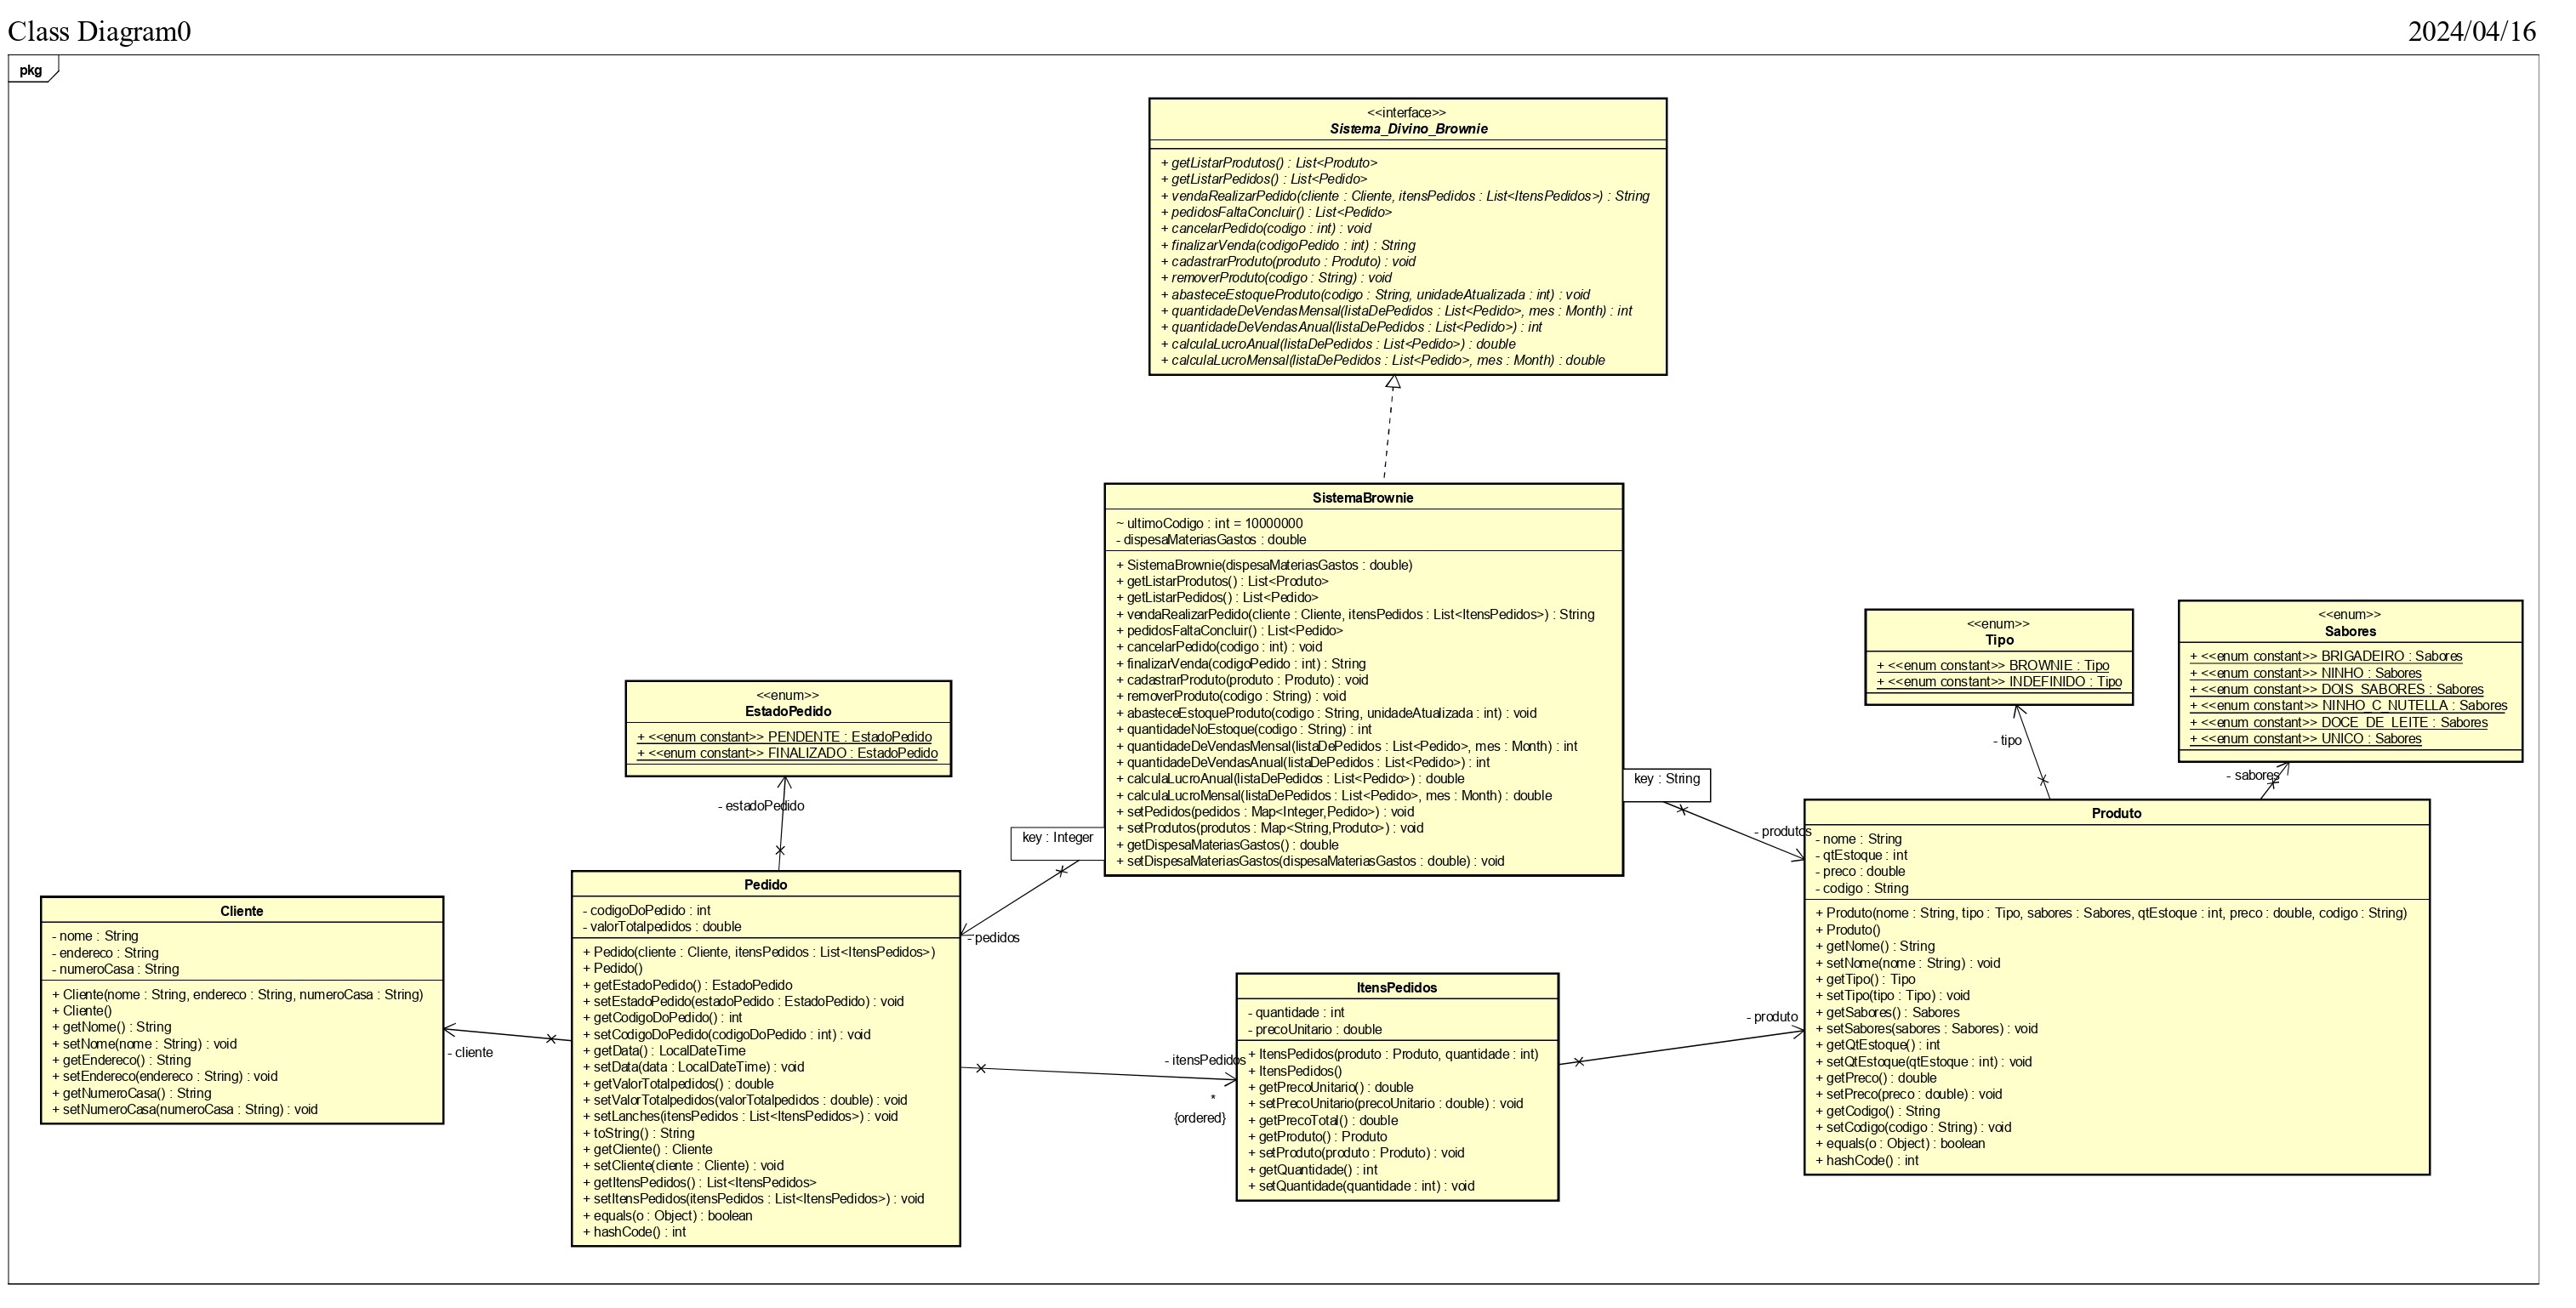 Class Diagram0
2024/04/16
pkg
<<interface>>
Sistema_Divino_Brownie
+ getListarProdutos() : List<Produto>
+ getListarPedidos() : List<Pedido>
+ vendaRealizarPedido(cliente : Cliente, itensPedidos : List<ItensPedidos>) : String
+ pedidosFaltaConcluir() : List<Pedido>
+ cancelarPedido(codigo : int) : void
+ finalizarVenda(codigoPedido : int) : String
+ cadastrarProduto(produto : Produto) : void
+ removerProduto(codigo : String) : void
+ abasteceEstoqueProduto(codigo : String, unidadeAtualizada : int) : void
+ quantidadeDeVendasMensal(listaDePedidos : List<Pedido>, mes : Month) : int
+ quantidadeDeVendasAnual(listaDePedidos : List<Pedido>) : int
+ calculaLucroAnual(listaDePedidos : List<Pedido>) : double
+ calculaLucroMensal(listaDePedidos : List<Pedido>, mes : Month) : double
SistemaBrownie
~ ultimoCodigo : int = 10000000
- dispesaMateriasGastos : double
+ SistemaBrownie(dispesaMateriasGastos : double)
+ getListarProdutos() : List<Produto>
+ getListarPedidos() : List<Pedido>
+ vendaRealizarPedido(cliente : Cliente, itensPedidos : List<ItensPedidos>) : String
+ pedidosFaltaConcluir() : List<Pedido>
+ cancelarPedido(codigo : int) : void
+ finalizarVenda(codigoPedido : int) : String
+ cadastrarProduto(produto : Produto) : void
+ removerProduto(codigo : String) : void
+ abasteceEstoqueProduto(codigo : String, unidadeAtualizada : int) : void
+ quantidadeNoEstoque(codigo : String) : int
+ quantidadeDeVendasMensal(listaDePedidos : List<Pedido>, mes : Month) : int
+ quantidadeDeVendasAnual(listaDePedidos : List<Pedido>) : int
+ calculaLucroAnual(listaDePedidos : List<Pedido>) : double
+ calculaLucroMensal(listaDePedidos : List<Pedido>, mes : Month) : double
+ setPedidos(pedidos : Map<Integer,Pedido>) : void
+ setProdutos(produtos : Map<String,Produto>) : void
+ getDispesaMateriasGastos() : double
+ setDispesaMateriasGastos(dispesaMateriasGastos : double) : void
key : String
key : Integer
- produtos
- pedidos
<<enum>>
Tipo
+ <<enum constant>> BROWNIE : Tipo
+ <<enum constant>> INDEFINIDO : Tipo
- tipo
<<enum>>
Sabores
+ <<enum constant>> BRIGADEIRO : Sabores
+ <<enum constant>> NINHO : Sabores
+ <<enum constant>> DOIS_SABORES : Sabores
+ <<enum constant>> NINHO_C_NUTELLA : Sabores
+ <<enum constant>> DOCE_DE_LEITE : Sabores
+ <<enum constant>> UNICO : Sabores
- sabores
<<enum>>
EstadoPedido
+ <<enum constant>> PENDENTE : EstadoPedido
+ <<enum constant>> FINALIZADO : EstadoPedido
- estadoPedido
Cliente
- nome : String
- endereco : String
- numeroCasa : String
+ Cliente(nome : String, endereco : String, numeroCasa : String)
+ Cliente()
+ getNome() : String
+ setNome(nome : String) : void
+ getEndereco() : String
+ setEndereco(endereco : String) : void
+ getNumeroCasa() : String
+ setNumeroCasa(numeroCasa : String) : void
- cliente
Pedido
- codigoDoPedido : int
- valorTotalpedidos : double
+ Pedido(cliente : Cliente, itensPedidos : List<ItensPedidos>)
+ Pedido()
+ getEstadoPedido() : EstadoPedido
+ setEstadoPedido(estadoPedido : EstadoPedido) : void
+ getCodigoDoPedido() : int
+ setCodigoDoPedido(codigoDoPedido : int) : void
+ getData() : LocalDateTime
+ setData(data : LocalDateTime) : void
+ getValorTotalpedidos() : double
+ setValorTotalpedidos(valorTotalpedidos : double) : void
+ setLanches(itensPedidos : List<ItensPedidos>) : void
+ toString() : String
+ getCliente() : Cliente
+ setCliente(cliente : Cliente) : void
+ getItensPedidos() : List<ItensPedidos>
+ setItensPedidos(itensPedidos : List<ItensPedidos>) : void
+ equals(o : Object) : boolean
+ hashCode() : int
- itensPedidos
*
{ordered}
ItensPedidos
- quantidade : int
- precoUnitario : double
+ ItensPedidos(produto : Produto, quantidade : int)
+ ItensPedidos()
+ getPrecoUnitario() : double
+ setPrecoUnitario(precoUnitario : double) : void
+ getPrecoTotal() : double
+ getProduto() : Produto
+ setProduto(produto : Produto) : void
+ getQuantidade() : int
+ setQuantidade(quantidade : int) : void
- produto
Produto
- nome : String
- qtEstoque : int
- preco : double
- codigo : String
+ Produto(nome : String, tipo : Tipo, sabores : Sabores, qtEstoque : int, preco : double, codigo : String)
+ Produto()
+ getNome() : String
+ setNome(nome : String) : void
+ getTipo() : Tipo
+ setTipo(tipo : Tipo) : void
+ getSabores() : Sabores
+ setSabores(sabores : Sabores) : void
+ getQtEstoque() : int
+ setQtEstoque(qtEstoque : int) : void
+ getPreco() : double
+ setPreco(preco : double) : void
+ getCodigo() : String
+ setCodigo(codigo : String) : void
+ equals(o : Object) : boolean
+ hashCode() : int